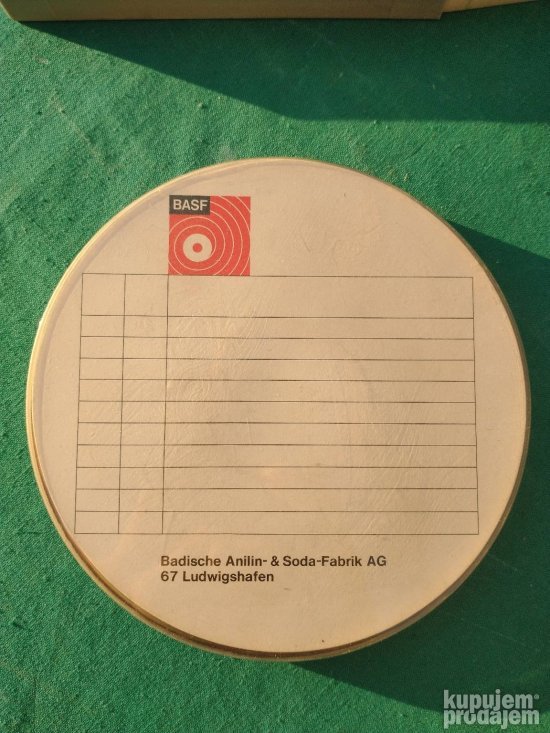 BASF
Badische Anilin- & Soda-Fabrik AG
67 Ludwigshafen
kupujem
prodajem